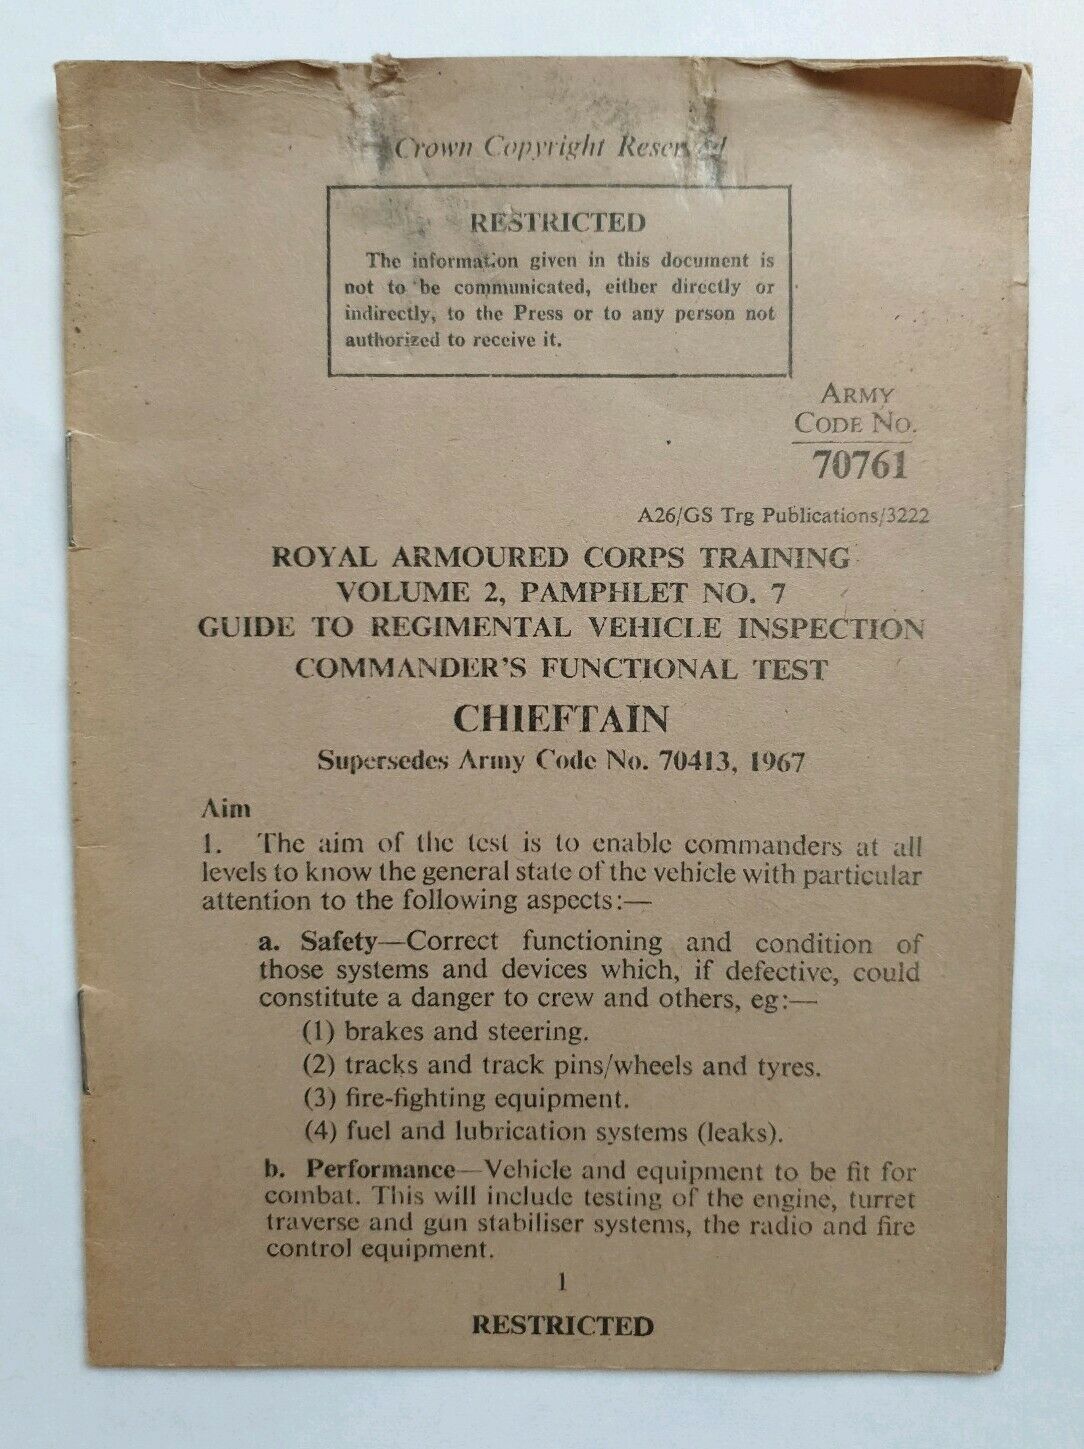 Crown Copyright Reserved
RESTRICTED
The information given in this document is
not to be communicated, either directly or
indirectly, to the Press or to any person not
authorized to receive it.
ARMY
CODE NO.
70761
A26/GS Trg Publications/3222
ROYAL ARMOURED CORPS TRAINING
VOLUME 2, PAMPHLET NO. 7
GUIDE TO REGIMENTAL VEHICLE INSPECTION
COMMANDER'S FUNCTIONAL TEST
CHIEFTAIN
Supersedes Army Code No. 70413, 1967
Aim
1. The aim of the test is to enable commanders at all
levels to know the general state of the vehicle with particular
attention to the following aspects:—
a. Safety—Correct functioning and condition of
those systems and devices which, if defective, could
constitute a danger to crew and others, eg:—
(1) brakes and steering.
(2) tracks and track pins/wheels and tyres.
(3) fire-fighting equipment.
(4) fuel and lubrication systems (leaks).
b. Performance—Vehicle and equipment to be fit for
combat. This will include testing of the engine, turret
traverse and gun stabiliser systems, the radio and fire
control equipment.
1
RESTRICTED